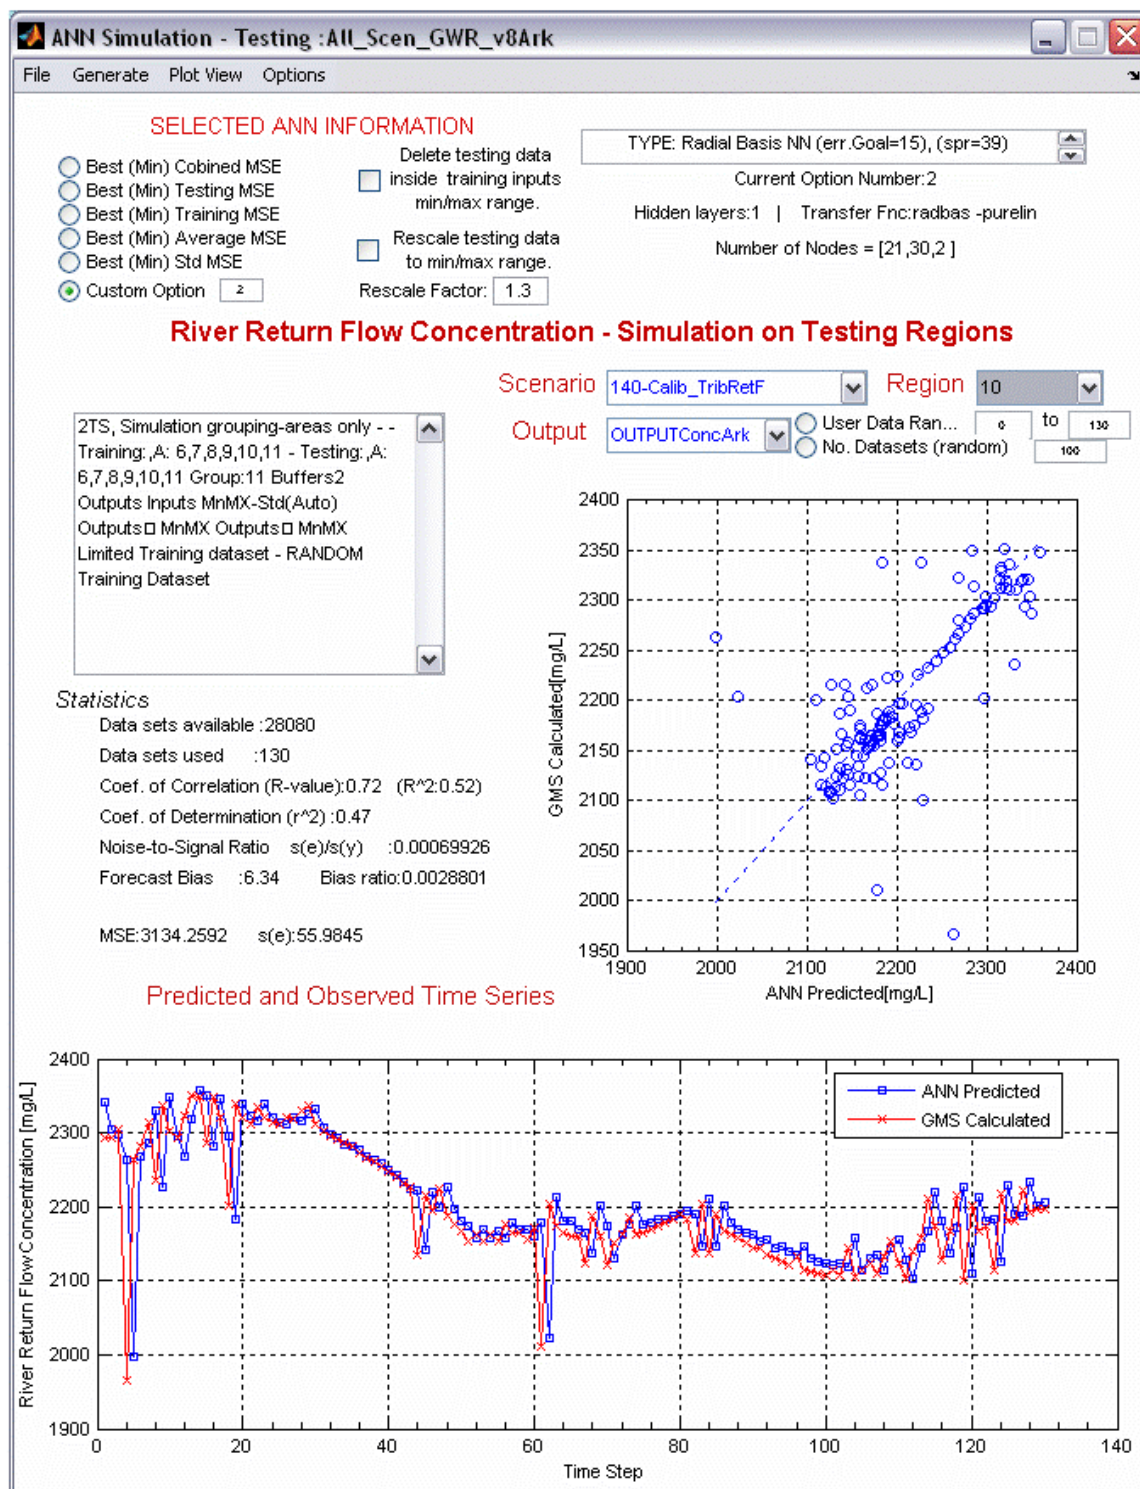 ANN Simulation - Testing :All_Scen_GWR_v8Ark
File Generate Plot View Options
SELECTED ANN INFORMATION
Best (Min) Cobined MSE
Best (Min) Testing MSE
Best (Min) Training MSE
Best (Min) Average MSE
Best (Min) Std MSE
Custom Option 2
Delete testing data
inside training inputs
min/max range.
Rescale testing data
to min/max range.
Rescale Factor: 1.3
TYPE: Radial Basis NN (err.Goal=15), (spr=39)
Current Option Number:2
Hidden layers:1 | Transfer Fnc:radbas -purelin
Number of Nodes = [21,30,2 ]
River Return Flow Concentration - Simulation on Testing Regions
Scenario 140-Calib_TribRetF Region 10
Output OUTPUTConcArk
User Data Ran... 0 to 130
No. Datasets (random) 100
2TS, Simulation grouping-areas only - -
Training:,A: 6,7,8,9,10,11 - Testing:,A:
6,7,8,9,10,11 Group:11 Buffers2
Outputs Inputs MnMX-Std(Auto)
Outputs□ MnMX Outputs□ MnMX
Limited Training dataset - RANDOM
Training Dataset
Statistics
Data sets available :28080
Data sets used :130
Coef. of Correlation (R-value):0.72 (R^2:0.52)
Coef. of Determination (r^2) :0.47
Noise-to-Signal Ratio s(e)/s(y) :0.00069926
Forecast Bias :6.34 Bias ratio:0.0028801
MSE:3134.2592 s(e):55.9845
GMS Calculated[mg/L]
2400
2350
2300
2250
2200
2150
2100
2050
2000
1950
1900 2000 2100 2200 2300 2400
ANN Predicted[mg/L]
Predicted and Observed Time Series
River Return Flow Concentration [mg/L]
2400
2300
2200
2100
2000
1900
ANN Predicted
GMS Calculated
0 20 40 60 80 100 120 140
Time Step